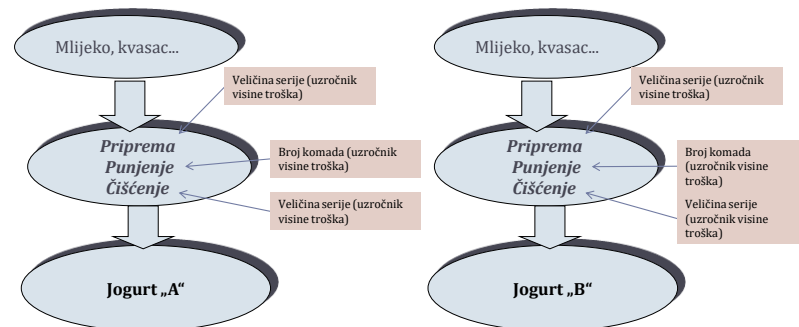 Mlijeko, kvasac...
Veličina serije (uzročnik
visine troška)
Priprema
Punjenje
Čišćenje
Broj komada (uzročnik
visine troška)
Veličina serije (uzročnik
visine troška)
Jogurt „A“
Mlijeko, kvasac...
Veličina serije (uzročnik
visine troška)
Priprema
Punjenje
Čišćenje
Broj komada
(uzročnik visine
troška)
Veličina serije
(uzročnik visine
troška)
Jogurt „B“